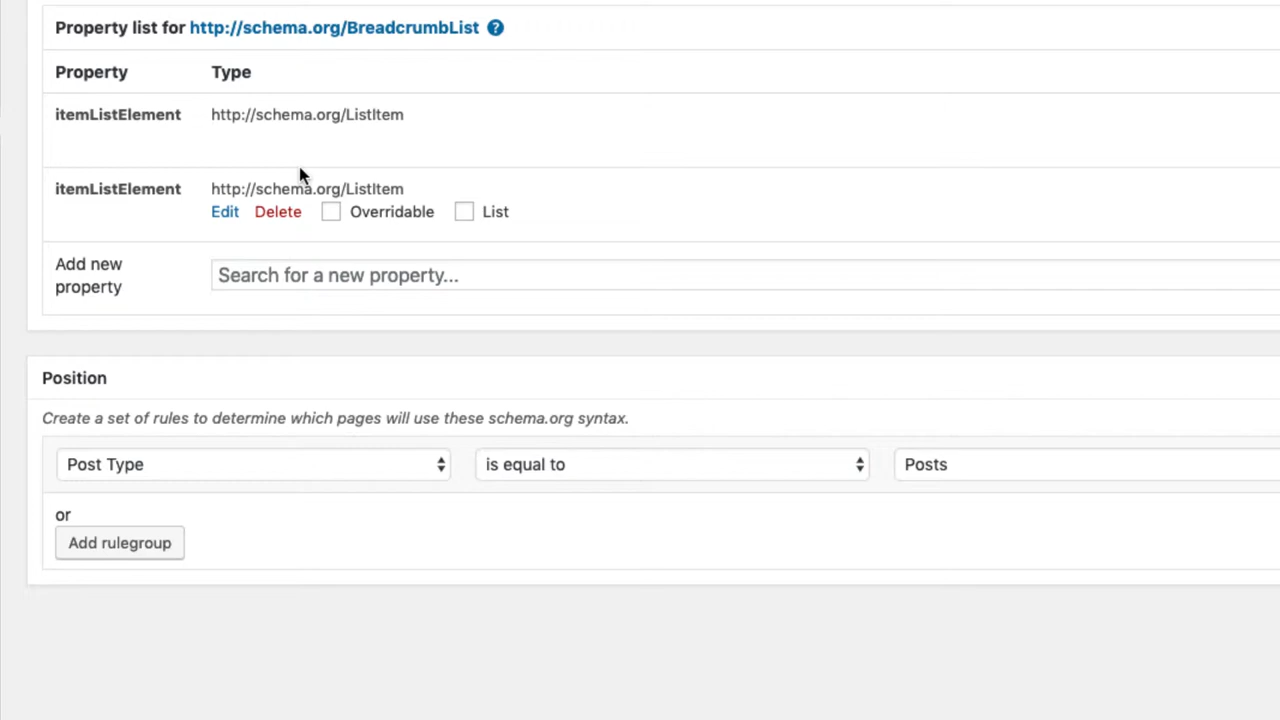 Property list for http://schema.org/BreadcrumbList ?
Property Type
itemListElement http://schema.org/ListItem
itemListElement http://schema.org/ListItem
Edit Delete Overridable List
Add new
property
Search for a new property...
Position
Create a set of rules to determine which pages will use these schema.org syntax.
Post Type is equal to Posts
or
Add rulegroup